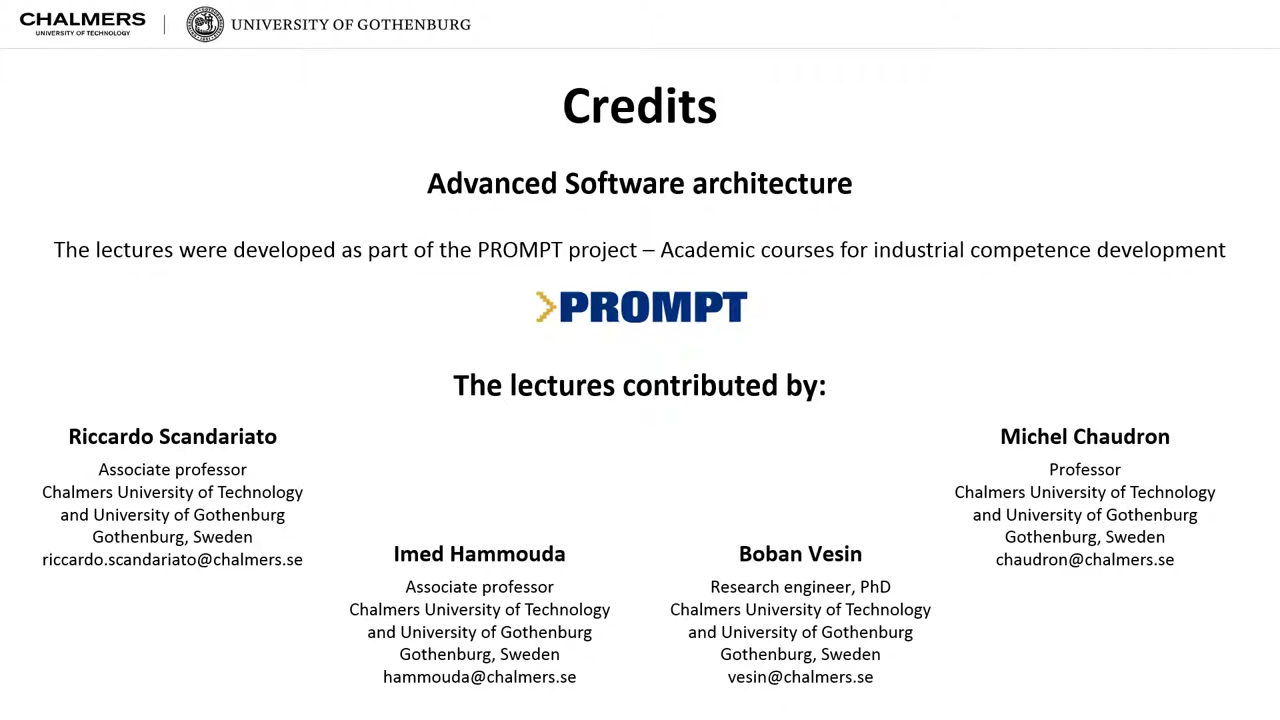 CHALMERS
UNIVERSITY OF TECHNOLOGY
UNIVERSITY OF GOTHENBURG
Credits
Advanced Software architecture
The lectures were developed as part of the PROMPT project – Academic courses for industrial competence development
PROMPT
The lectures contributed by:
Riccardo Scandariato
Associate professor
Chalmers University of Technology
and University of Gothenburg
Gothenburg, Sweden
riccardo.scandariato@chalmers.se
Imed Hammouda
Associate professor
Chalmers University of Technology
and University of Gothenburg
Gothenburg, Sweden
hammouda@chalmers.se
Boban Vesin
Research engineer, PhD
Chalmers University of Technology
and University of Gothenburg
Gothenburg, Sweden
vesin@chalmers.se
Michel Chaudron
Professor
Chalmers University of Technology
and University of Gothenburg
Gothenburg, Sweden
chaudron@chalmers.se